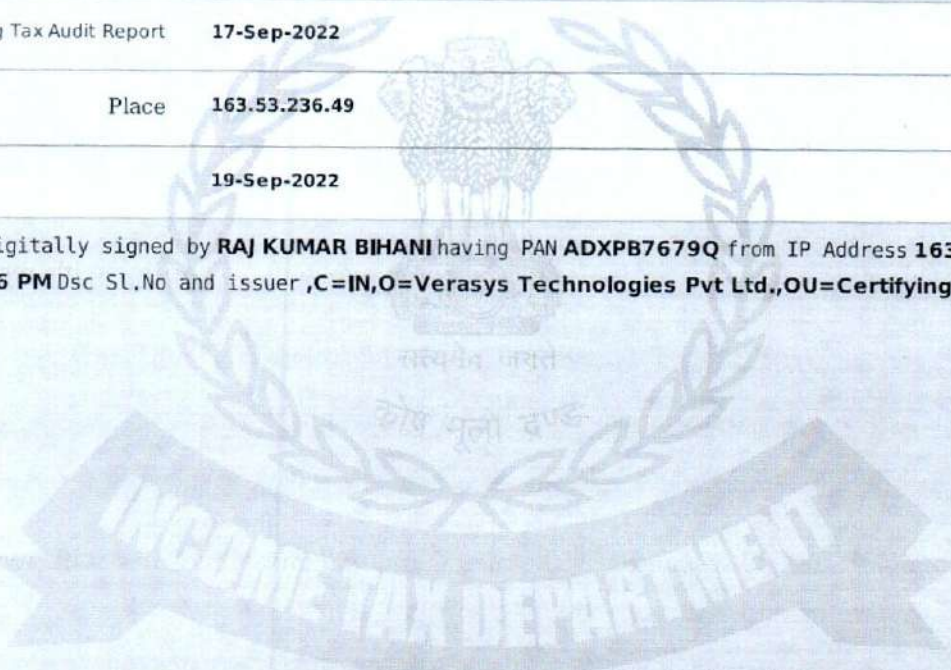 Tax Audit Report 17-Sep-2022
Place 163.53.236.49
19-Sep-2022
signed by RAJ KUMAR BIHANI having PAN ADXPB7679Q from IP Address 163
PM Dsc Sl.No and issuer ,C=IN,O=Verasys Technologies Pvt Ltd.,OU=Certifying
सत्यमेव जयते
कोष मूलो दण्डः
INCOME TAX DEPARTMENT